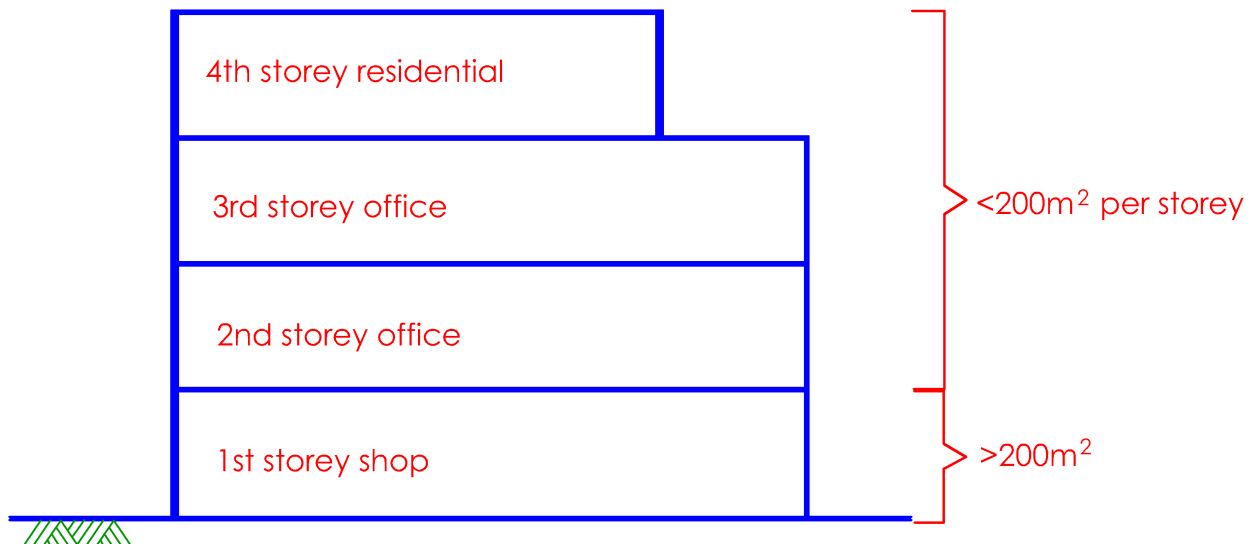 4th storey residential
3rd storey office
<200m² per storey
2nd storey office
1st storey shop
>200m²